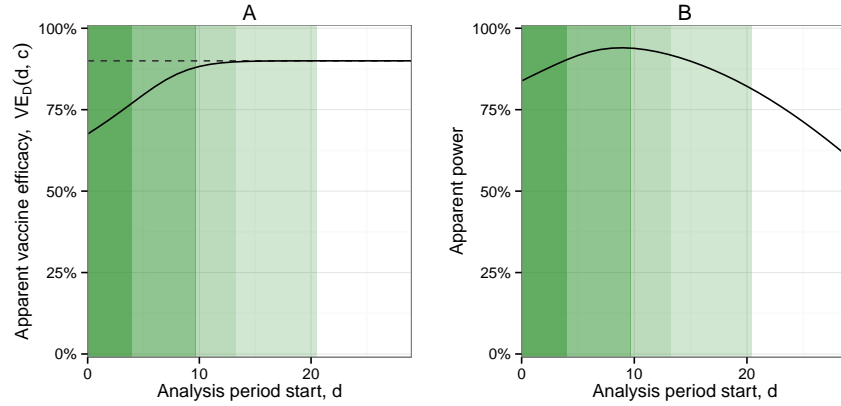 A
Apparent vaccine efficacy, VE_D(d, c)
100%
75%
50%
25%
0%
0 10 20
Analysis period start, d
B
Apparent power
100%
75%
50%
25%
0%
0 10 20
Analysis period start, d